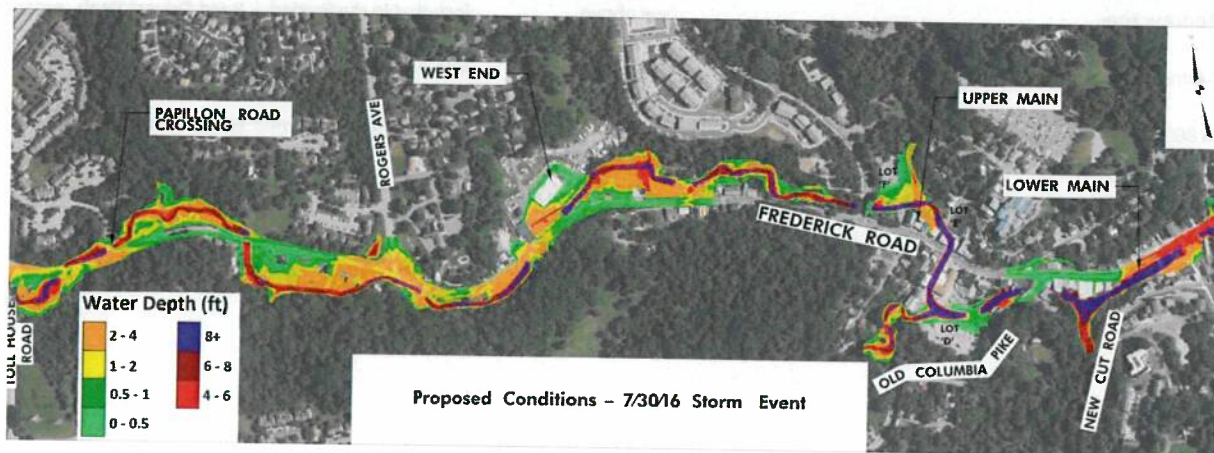 WEST END
UPPER MAIN
PAPILLON ROAD
CROSSING
ROGERS AVE
LOT
"F"
LOWER MAIN
LOT
FREDERICK ROAD
TOLL HOUSE
ROAD
Water Depth (ft)
2 - 4
8+
1 - 2
6 - 8
0.5 - 1
4 - 6
0 - 0.5
LOT
"D"
OLD COLUMBIA PIKE
NEW CUT ROAD
Proposed Conditions - 7/30/16 Storm Event